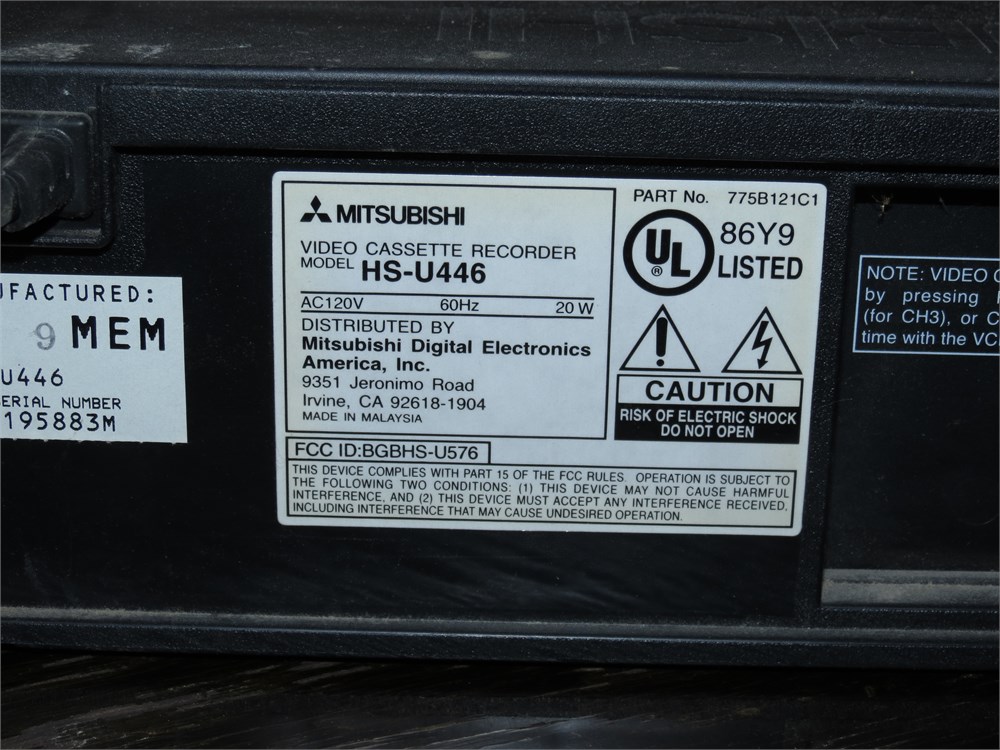 UFACTURED:
9 MEM
U446
ERIAL NUMBER
195883M
MITSUBISHI
VIDEO CASSETTE RECORDER
MODEL HS-U446
AC120V 60Hz 20 W
DISTRIBUTED BY
Mitsubishi Digital Electronics
America, Inc.
9351 Jeronimo Road
Irvine, CA 92618-1904
MADE IN MALAYSIA
PART No. 775B121C1
UL ® 86Y9
LISTED
CAUTION
RISK OF ELECTRIC SHOCK
DO NOT OPEN
FCC ID:BGBHS-U576
THIS DEVICE COMPLIES WITH PART 15 OF THE FCC RULES. OPERATION IS SUBJECT TO
THE FOLLOWING TWO CONDITIONS: (1) THIS DEVICE MAY NOT CAUSE HARMFUL
INTERFERENCE, AND (2) THIS DEVICE MUST ACCEPT ANY INTERFERENCE RECEIVED,
INCLUDING INTERFERENCE THAT MAY CAUSE UNDESIRED OPERATION.
NOTE: VIDEO
by pressing
(for CH3), or
time with the VC